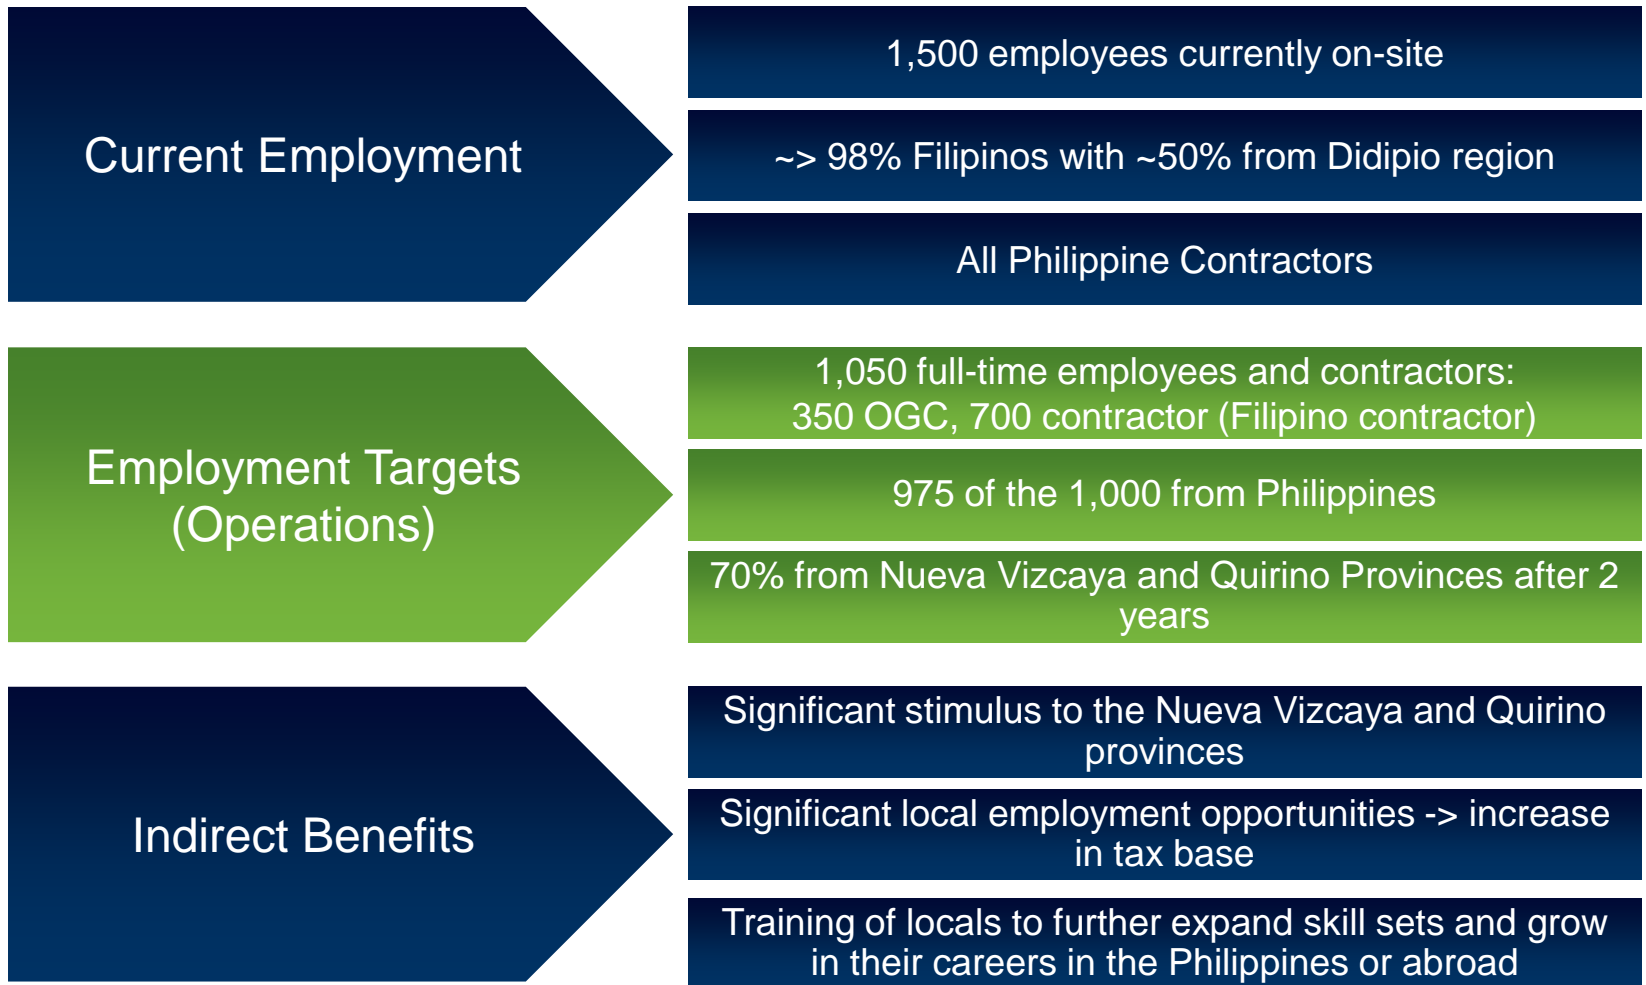 Current Employment
1,500 employees currently on-site
~> 98% Filipinos with ~50% from Didipio region
All Philippine Contractors
Employment Targets
(Operations)
1,050 full-time employees and contractors:
350 OGC, 700 contractor (Filipino contractor)
975 of the 1,000 from Philippines
70% from Nueva Vizcaya and Quirino Provinces after 2
years
Indirect Benefits
Significant stimulus to the Nueva Vizcaya and Quirino
provinces
Significant local employment opportunities -> increase
in tax base
Training of locals to further expand skill sets and grow
in their careers in the Philippines or abroad